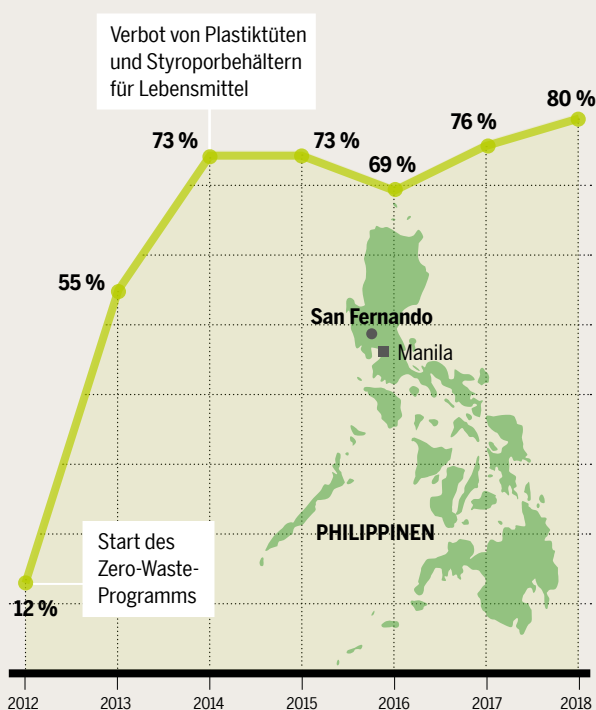 Verbot von Plastiktüten
und Styroporbehältern
für Lebensmittel
73 %
73 %
69 %
76 %
80 %
55 %
San Fernando
Manila
PHILIPPINEN
Start des
Zero-Waste-
Programms
12 %
2012 2013 2014 2015 2016 2017 2018